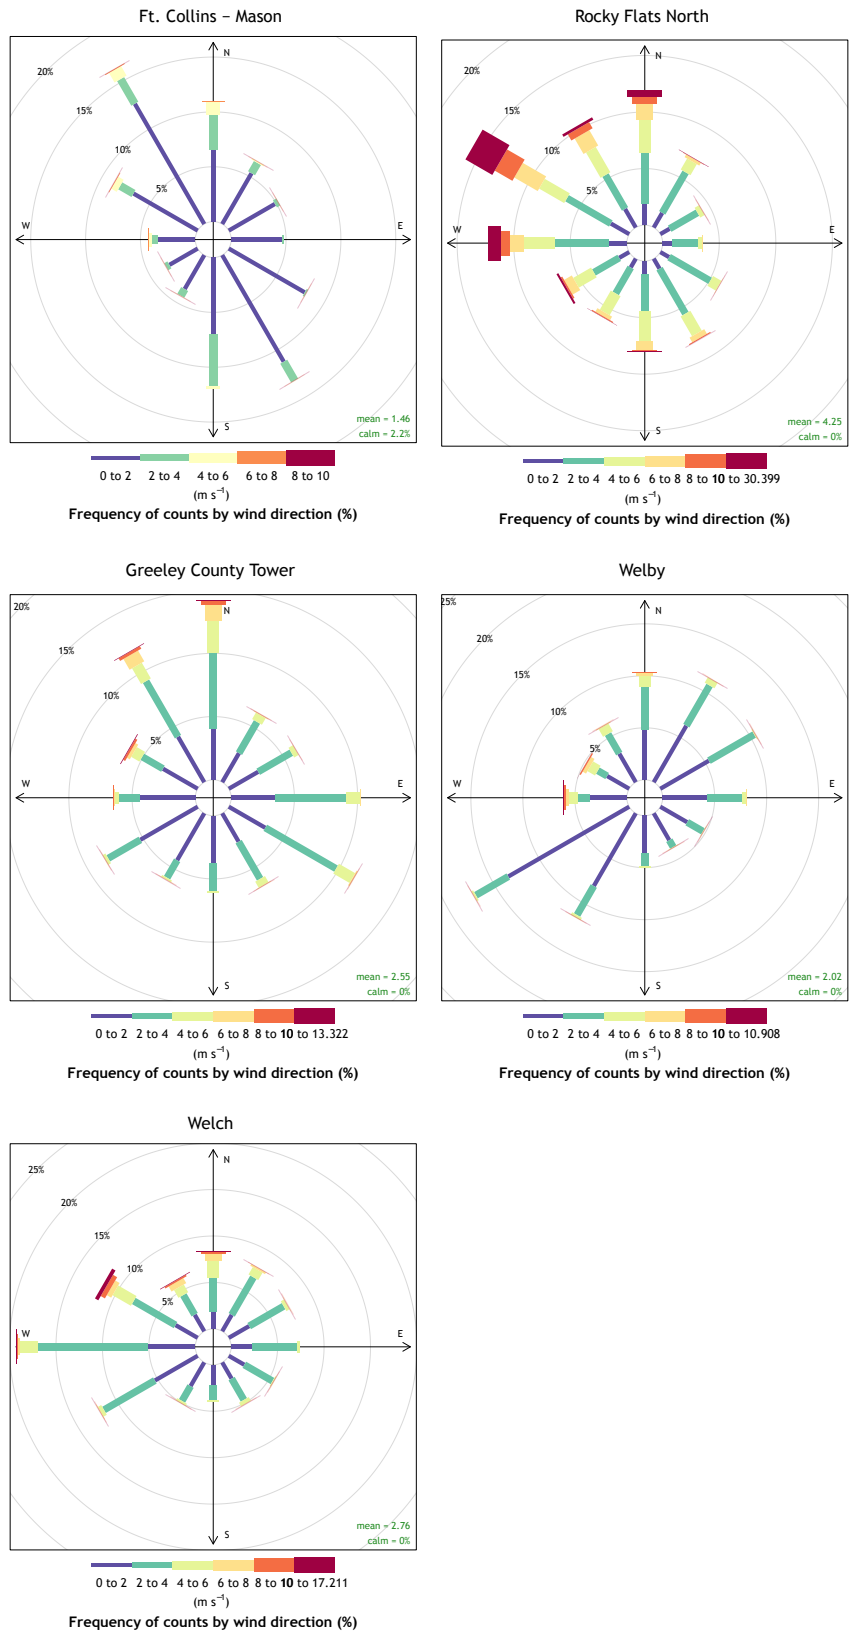 Ft. Collins – Mason
20%
15%
10%
5%
N
W
E
S
mean = 1.46
calm = 2.2%
0 to 2 2 to 4 4 to 6 6 to 8 8 to 10
(m s⁻¹)
Frequency of counts by wind direction (%)
Rocky Flats North
20%
15%
10%
5%
N
W
E
S
mean = 4.25
calm = 0%
0 to 2 2 to 4 4 to 6 6 to 8 8 to 10 to 30.399
(m s⁻¹)
Frequency of counts by wind direction (%)
Greeley County Tower
20%
15%
10%
5%
N
W
E
S
mean = 2.55
calm = 0%
0 to 2 2 to 4 4 to 6 6 to 8 8 to 10 to 13.322
(m s⁻¹)
Frequency of counts by wind direction (%)
Welby
25%
20%
15%
10%
5%
N
W
E
S
mean = 2.02
calm = 0%
0 to 2 2 to 4 4 to 6 6 to 8 8 to 10 to 10.908
(m s⁻¹)
Frequency of counts by wind direction (%)
Welch
25%
20%
15%
10%
5%
N
W
E
S
mean = 2.76
calm = 0%
0 to 2 2 to 4 4 to 6 6 to 8 8 to 10 to 17.211
(m s⁻¹)
Frequency of counts by wind direction (%)